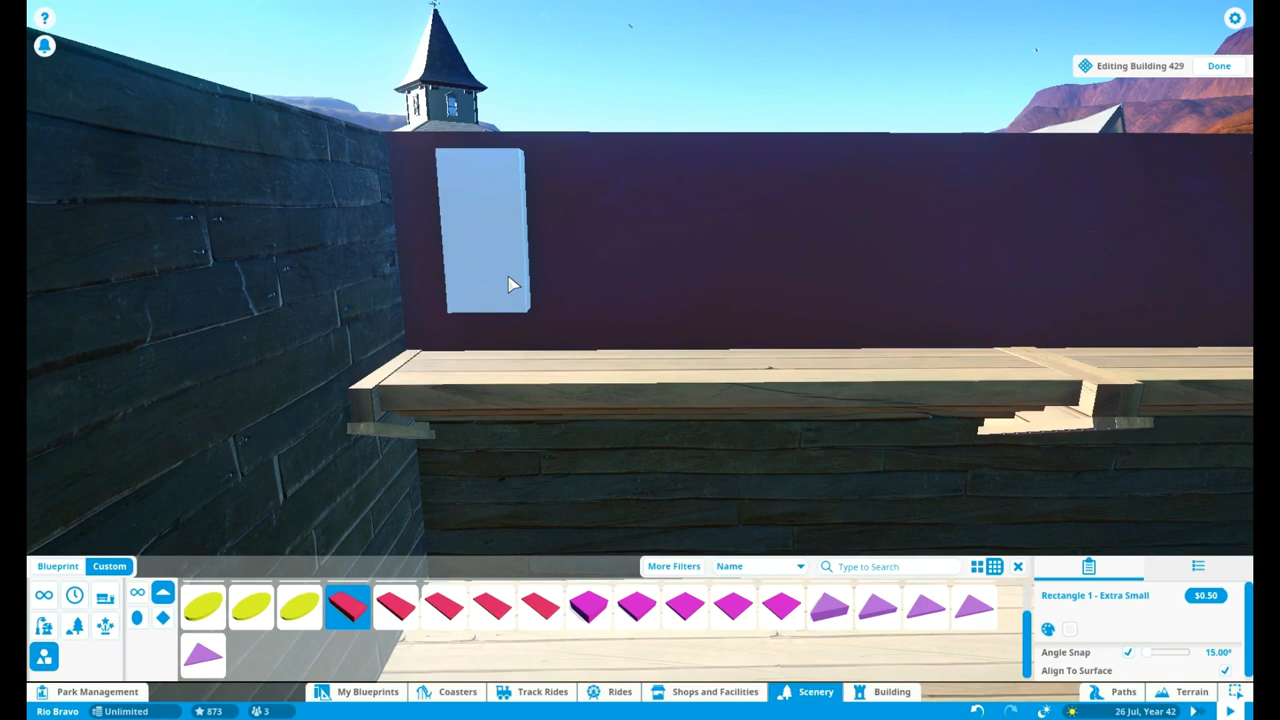 ?
Editing Building 429 Done
Blueprint Custom
More Filters Name Type to Search
Rectangle 1 - Extra Small $0.50
Angle Snap 15.00°
Align To Surface
Park Management My Blueprints Coasters Track Rides Rides Shops and Facilities Scenery Building Paths Terrain
Rio Bravo Unlimited 873 3 26 Jul, Year 42